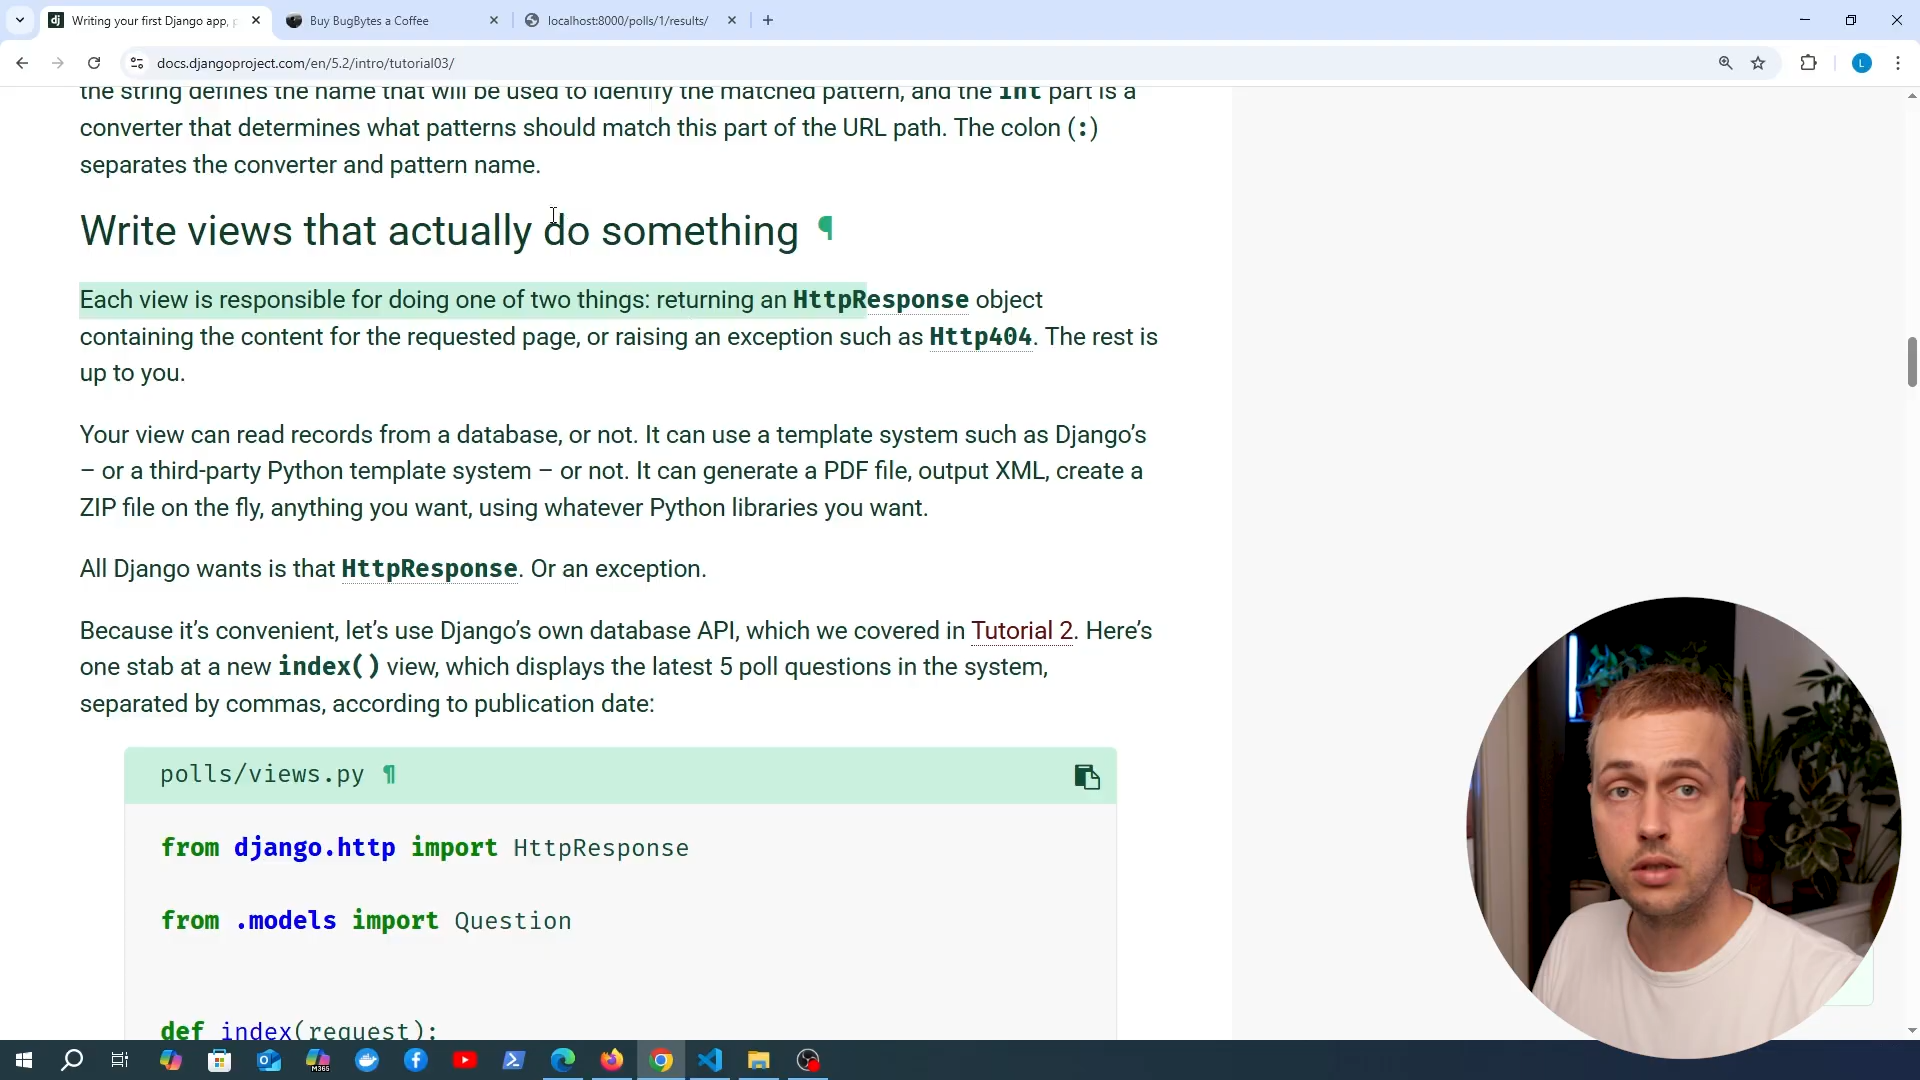 Writing your first Django app, p
Buy BugBytes a Coffee
localhost:8000/polls/1/results/
docs.djangoproject.com/en/5.2/intro/tutorial03/
L
the string defines the name that will be used to identify the matched pattern, and the int part is a
converter that determines what patterns should match this part of the URL path. The colon (:)
separates the converter and pattern name.
Write views that actually do something ¶
Each view is responsible for doing one of two things: returning an HttpResponse object
containing the content for the requested page, or raising an exception such as Http404. The rest is
up to you.
Your view can read records from a database, or not. It can use a template system such as Django’s
– or a third-party Python template system – or not. It can generate a PDF file, output XML, create a
ZIP file on the fly, anything you want, using whatever Python libraries you want.
All Django wants is that HttpResponse. Or an exception.
Because it’s convenient, let’s use Django’s own database API, which we covered in Tutorial 2. Here’s
one stab at a new index() view, which displays the latest 5 poll questions in the system,
separated by commas, according to publication date:
polls/views.py ¶
from django.http import HttpResponse
from .models import Question
def index(request):